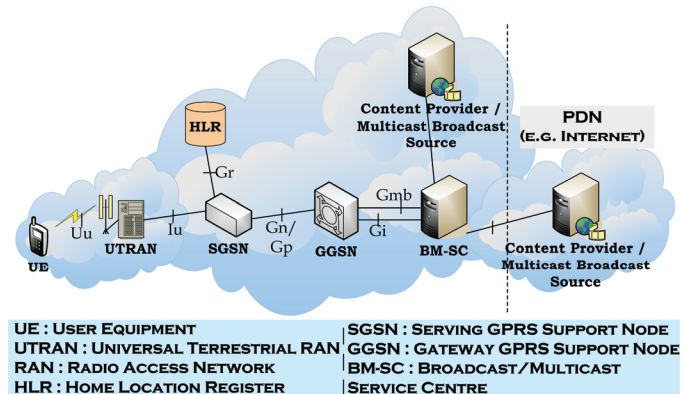 Content Provider /
Multicast Broadcast
Source
PDN
(E.G. INTERNET)
HLR
Gr
Gmb
Uu
Iu
Gn/
Gp
Gi
UE
UTRAN
SGSN
GGSN
BM-SC
Content Provider /
Multicast Broadcast
Source
UE : USER EQUIPMENT
UTRAN : UNIVERSAL TERRESTRIAL RAN
RAN : RADIO ACCESS NETWORK
HLR : HOME LOCATION REGISTER
SGSN : SERVING GPRS SUPPORT NODE
GGSN : GATEWAY GPRS SUPPORT NODE
BM-SC : BROADCAST/MULTICAST
SERVICE CENTRE